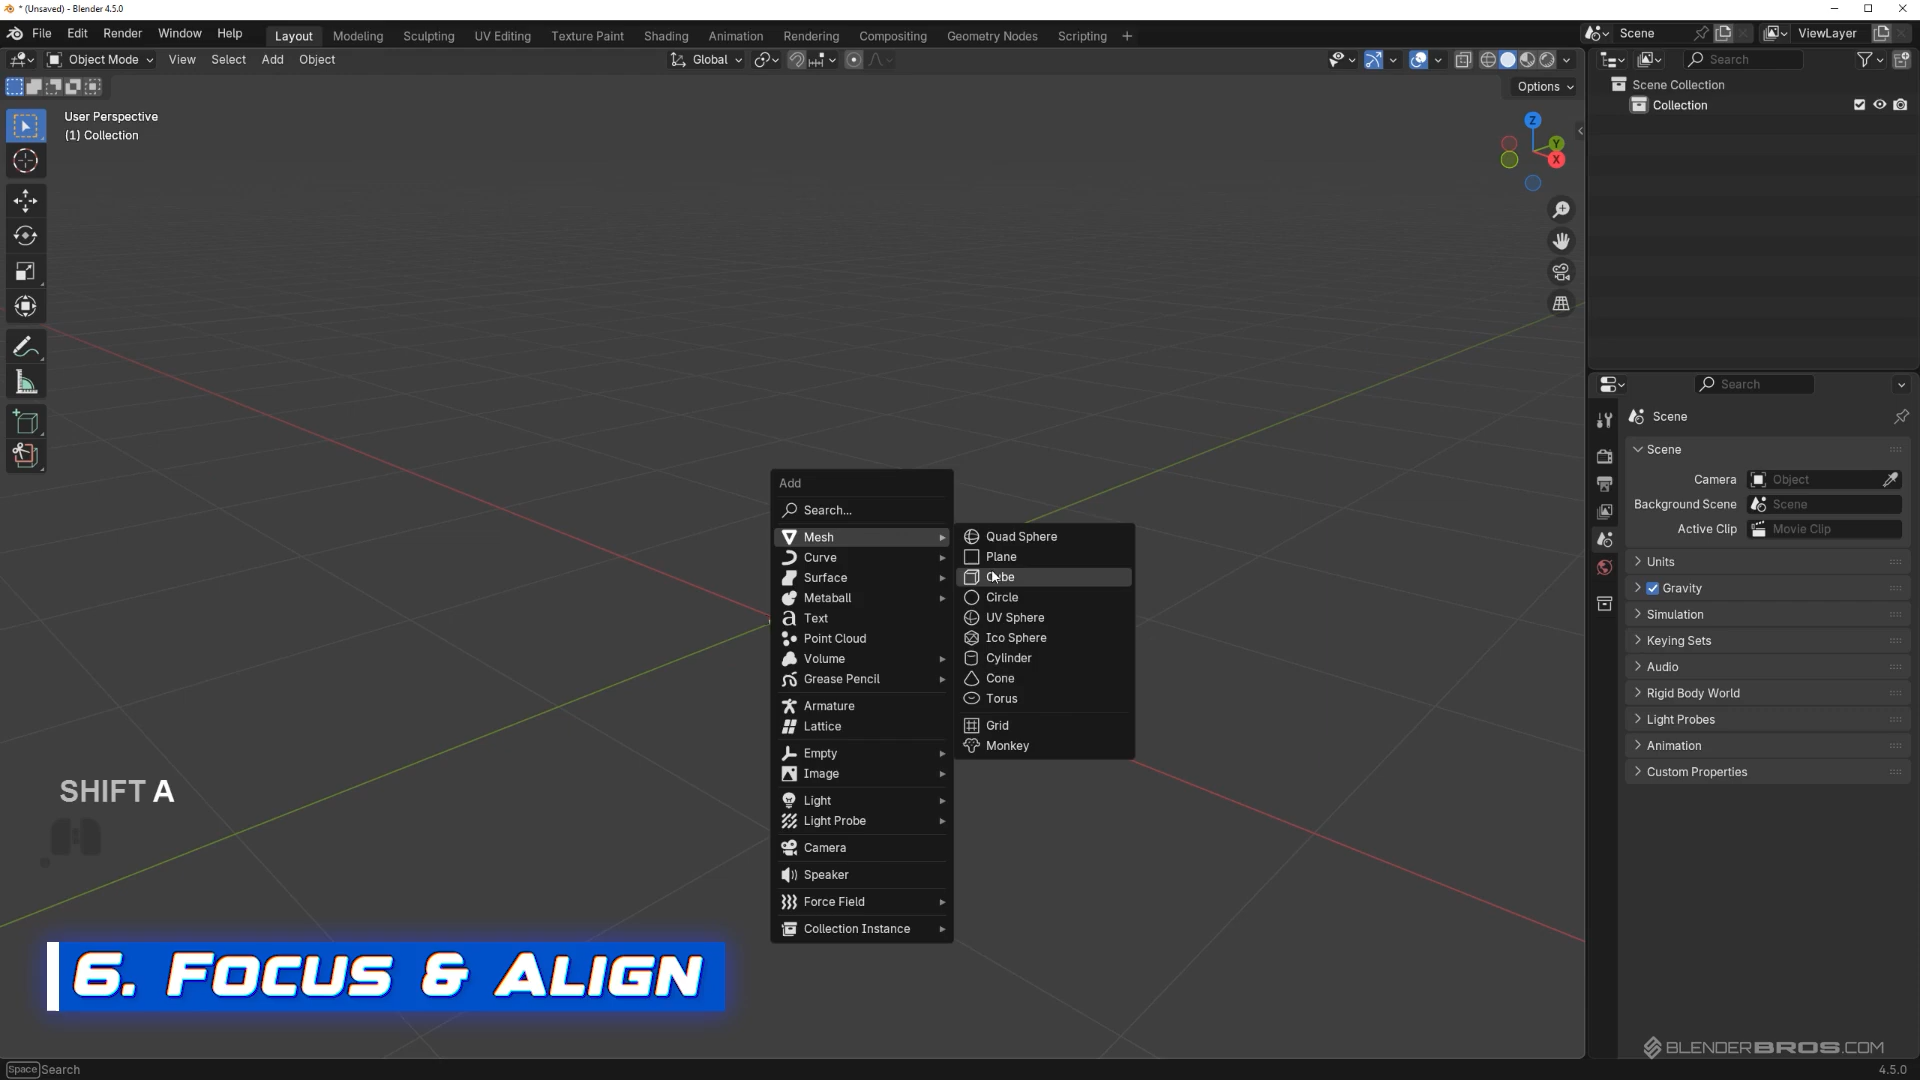 * (Unsaved) - Blender 4.5.0
File Edit Render Window Help Layout Modeling Sculpting UV Editing Texture Paint Shading Animation Rendering Compositing Geometry Nodes Scripting + Scene ViewLayer
Object Mode View Select Add Object Global Search
Options
Scene Collection
Collection
User Perspective
(1) Collection
Z
Y
X
Search
Scene
Scene
Camera Object
Background Scene Scene
Active Clip Movie Clip
Units
Gravity
Simulation
Keying Sets
Audio
Rigid Body World
Light Probes
Animation
Custom Properties
Add
Search...
Mesh
Curve
Surface
Metaball
Text
Point Cloud
Volume
Grease Pencil
Armature
Lattice
Empty
Image
Light
Light Probe
Camera
Speaker
Force Field
Collection Instance
Quad Sphere
Plane
Cube
Circle
UV Sphere
Ico Sphere
Cylinder
Cone
Torus
Grid
Monkey
SHIFT A
6. FOCUS & ALIGN
BLENDERBROS.COM
Space Search
4.5.0